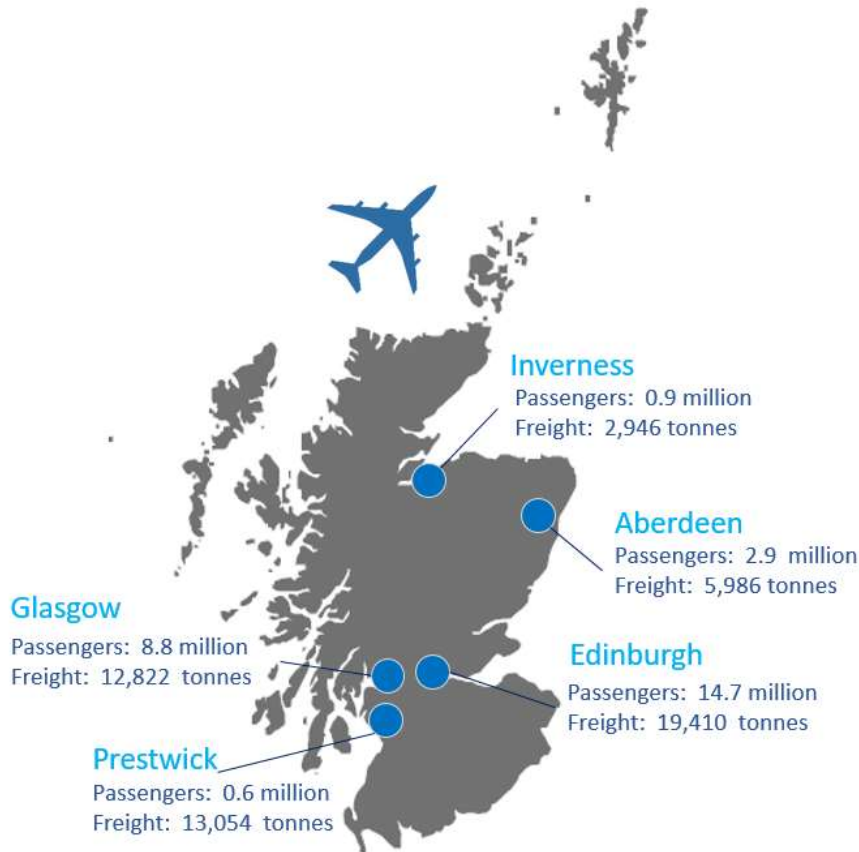 Inverness
Passengers: 0.9 million
Freight: 2,946 tonnes
Aberdeen
Passengers: 2.9 million
Freight: 5,986 tonnes
Glasgow
Passengers: 8.8 million
Freight: 12,822 tonnes
Edinburgh
Passengers: 14.7 million
Freight: 19,410 tonnes
Prestwick
Passengers: 0.6 million
Freight: 13,054 tonnes